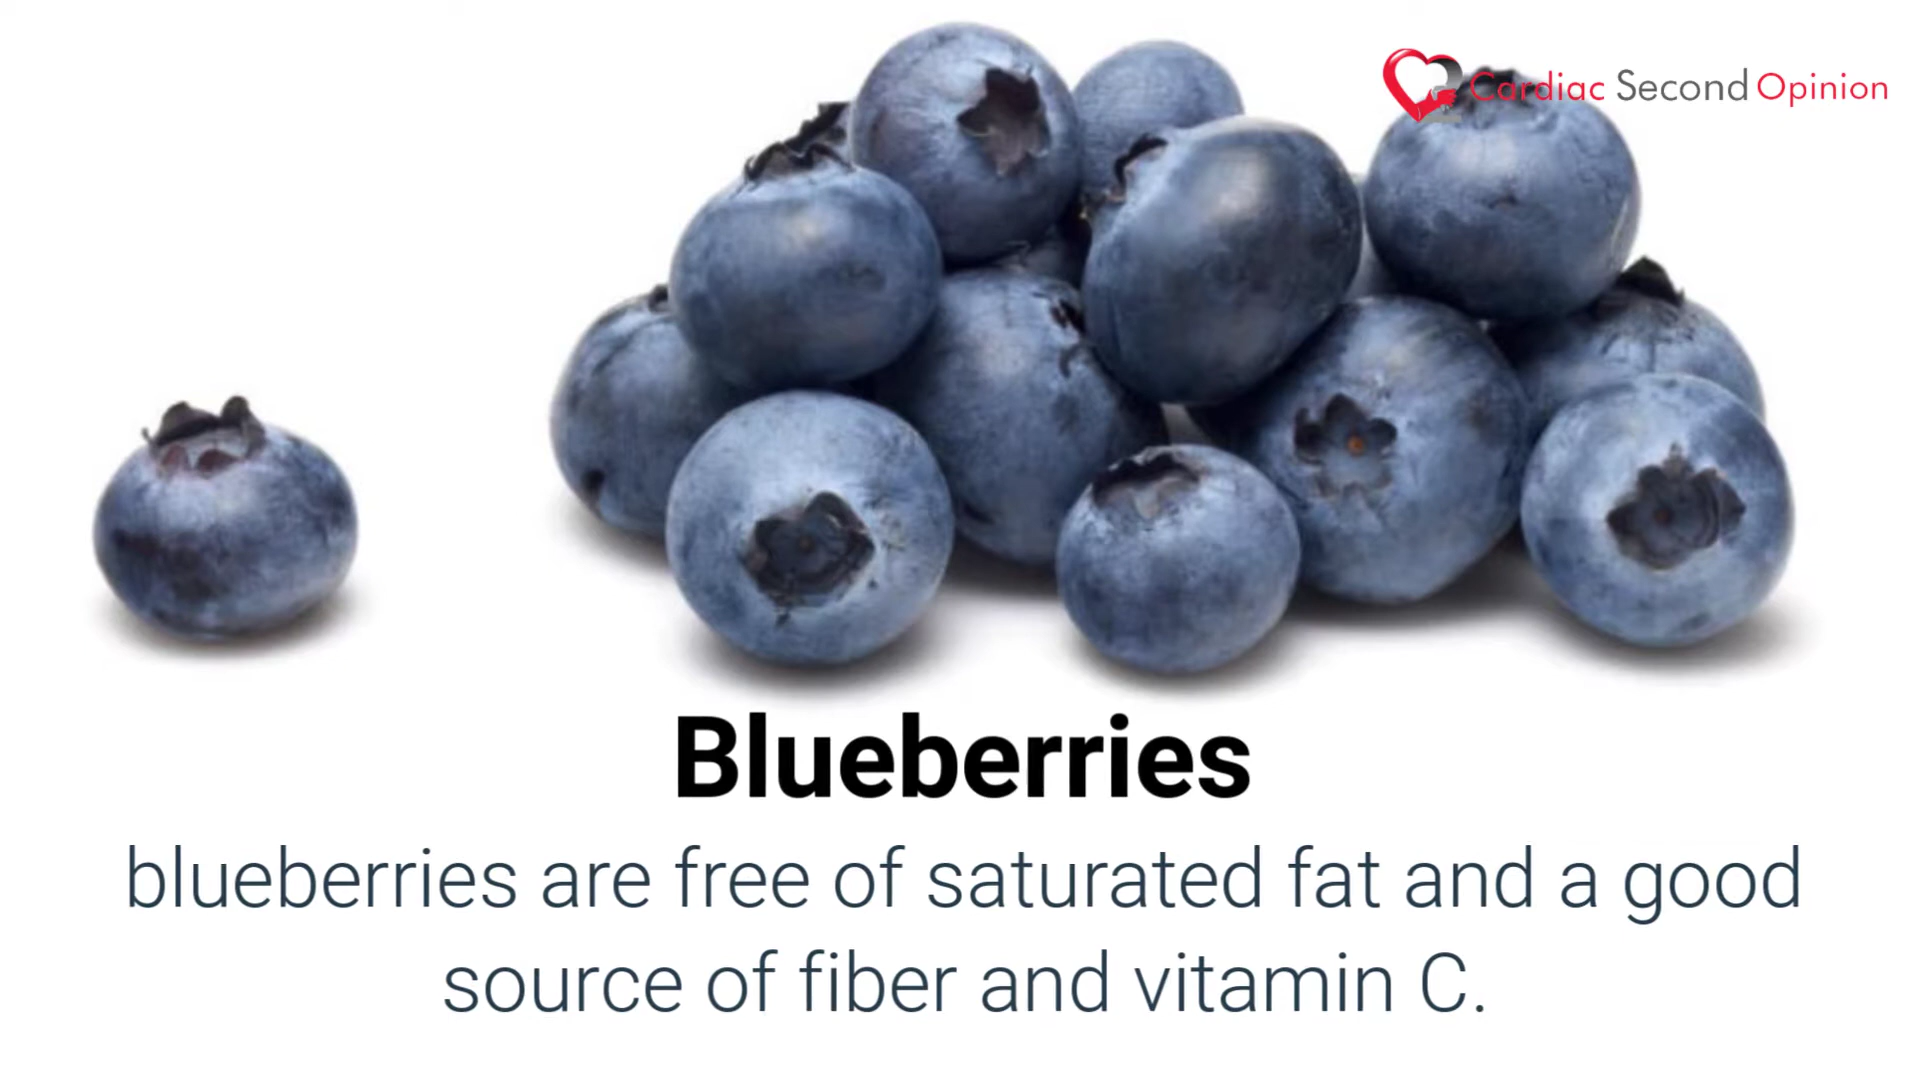 Cardiac Second Opinion
Blueberries
blueberries are free of saturated fat and a good
source of fiber and vitamin C.